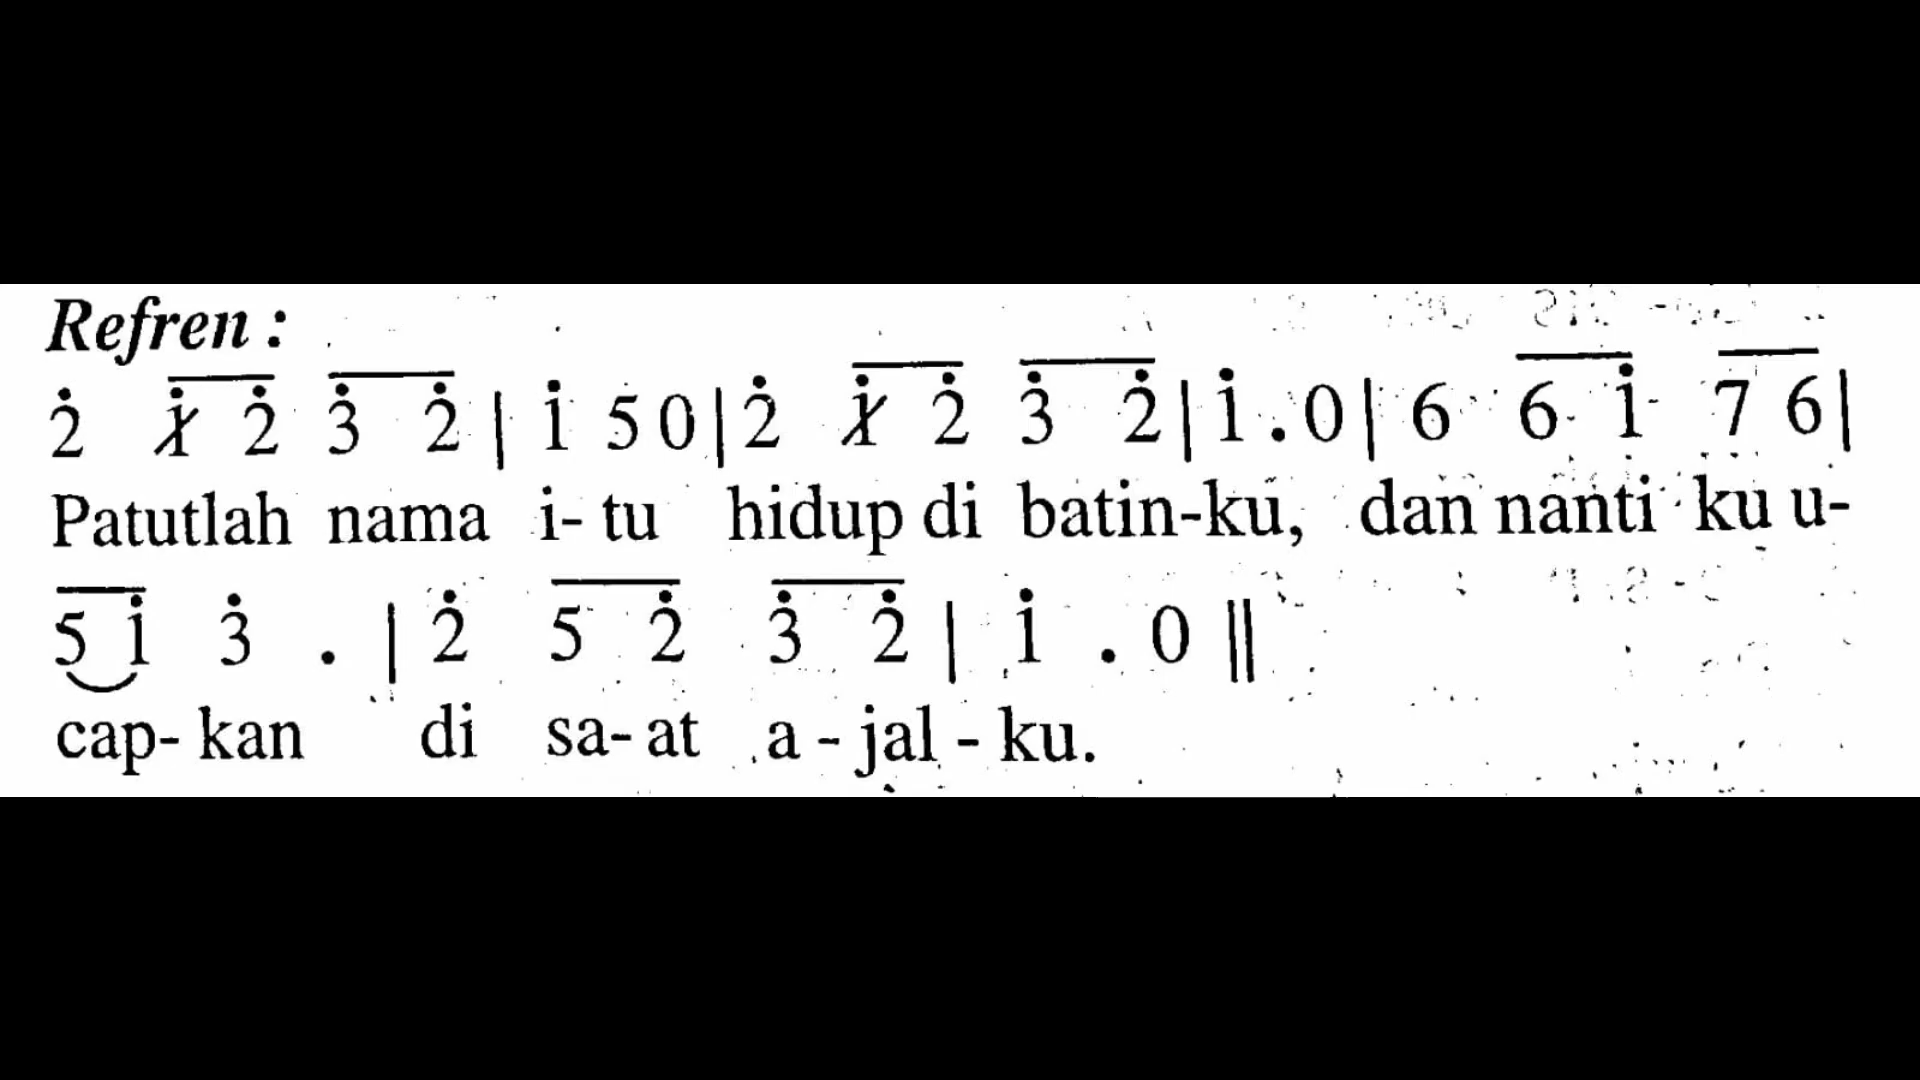 Refren :
2̇ 1̸̇ 2̇ 3̇ 2̇ | 1̇ 5 0 | 2̇ 1̸̇ 2̇ 3̇ 2̇ | 1̇ . 0 | 6 6 1̇ 7 6 |
Patutlah nama i- tu hidup di batin-ku, dan nanti ku u-
5 1̇ 3̇ . | 2̇ 5 2̇ 3̇ 2̇ | 1̇ . 0 ||
cap- kan di sa- at a - jal - ku.